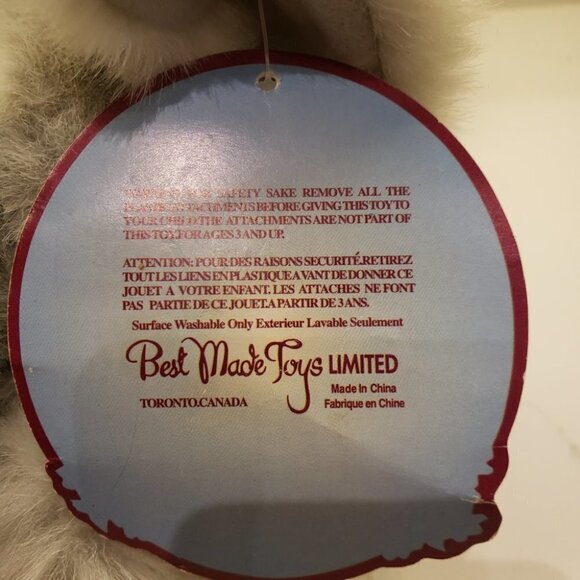 FOR SAFETY SAKE REMOVE ALL THE
PLASTIC ATTACHMENTS BEFORE GIVING THIS TOY TO
YOUR CHILD.THE ATTACHMENTS ARE NOT PART OF
THIS TOY.FOR AGES 3 AND UP.
ATTENTION: POUR DES RAISONS SECURITÉ.RETIREZ
TOUT LES LIENS EN PLASTIQUE A VANT DE DONNER CE
JOUET A VOTRE ENFANT. LES ATTACHES NE FONT
PAS PARTIE DE CE JOUET.A PARTIR DE 3 ANS.
Surface Washable Only Exterieur Lavable Seulement
Best Made Toys LIMITED
Made In China
TORONTO.CANADA Fabrique en Chine